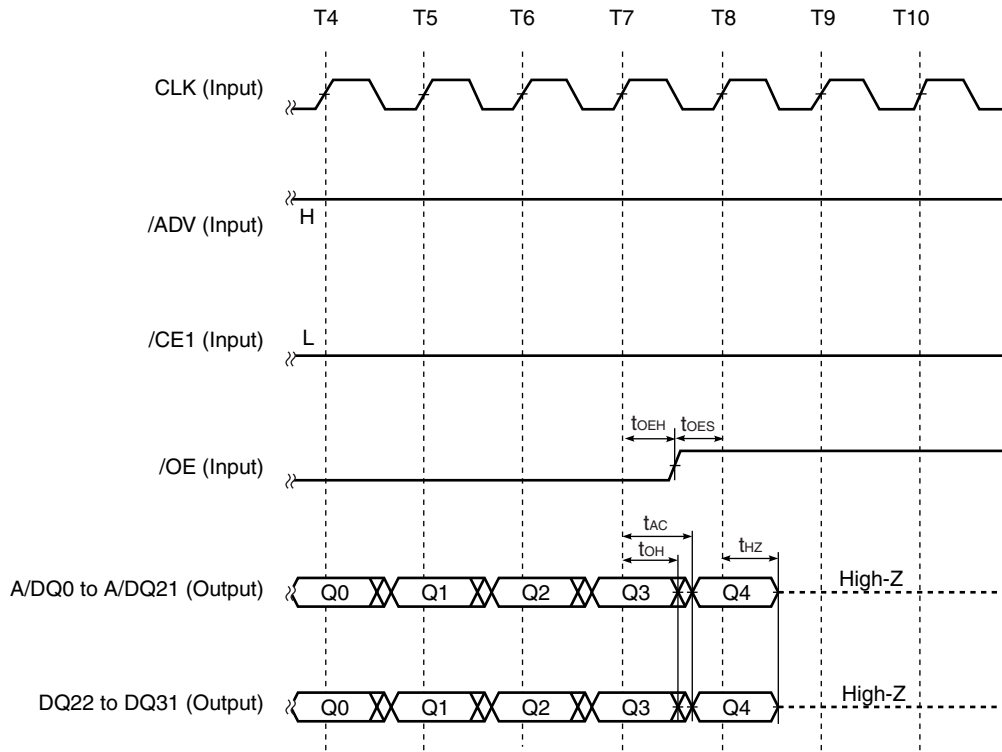 T4 T5 T6 T7 T8 T9 T10
CLK (Input)
/ADV (Input) H
/CE1 (Input) L
tOEH tOES
/OE (Input)
tAC
tOH tHZ
A/DQ0 to A/DQ21 (Output) Q0 Q1 Q2 Q3 Q4 High-Z
DQ22 to DQ31 (Output) Q0 Q1 Q2 Q3 Q4 High-Z